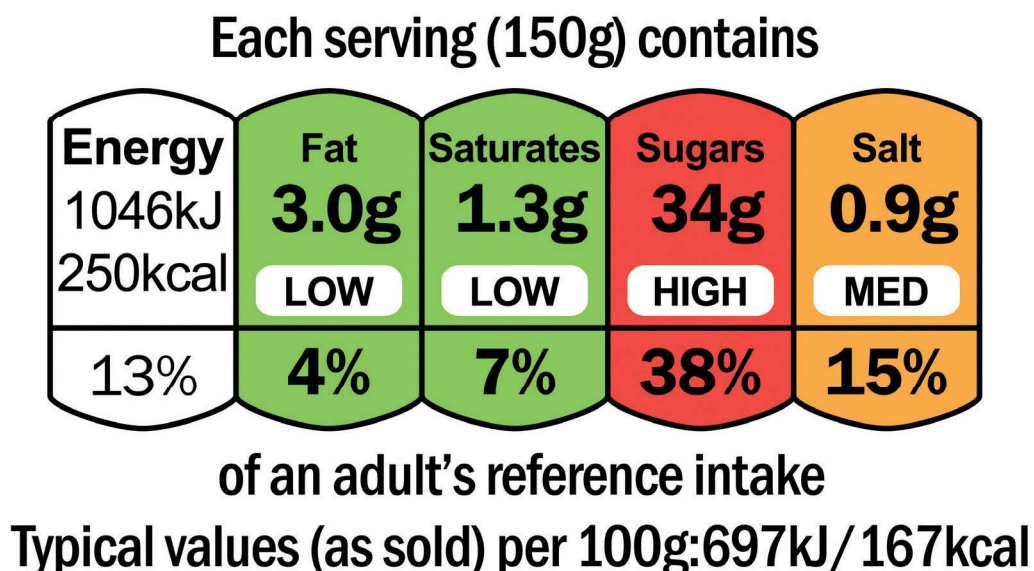 Each serving (150g) contains
Energy
1046kJ
250kcal
13%
Fat
3.0g
LOW
4%
Saturates
1.3g
LOW
7%
Sugars
34g
HIGH
38%
Salt
0.9g
MED
15%
of an adult's reference intake
Typical values (as sold) per 100g:697kJ/167kcal